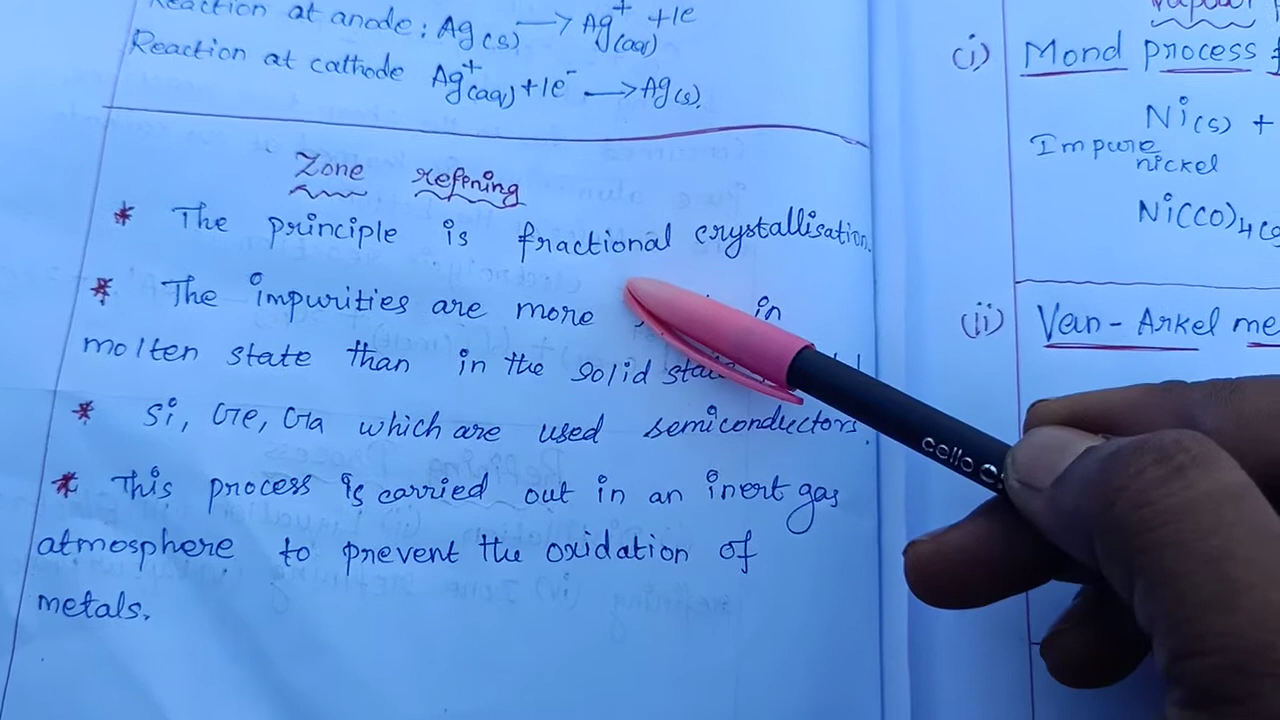 Reaction at anode : Ag(s) → Ag+(aq) + 1e
Reaction at cathode Ag+(aq) + 1e- → Ag(s).
Zone refining
* The principle is fractional crystallisation.
* The impurities are more in
molten state than in the solid state
* Si, Ge, Ga which are used semiconductors.
* This process is carried out in an inert gas
atmosphere to prevent the oxidation of
metals.
(i) Mond process
Ni(s) +
Impure
nickel
Ni(CO)4(
(ii) Van-Arkel me
cello